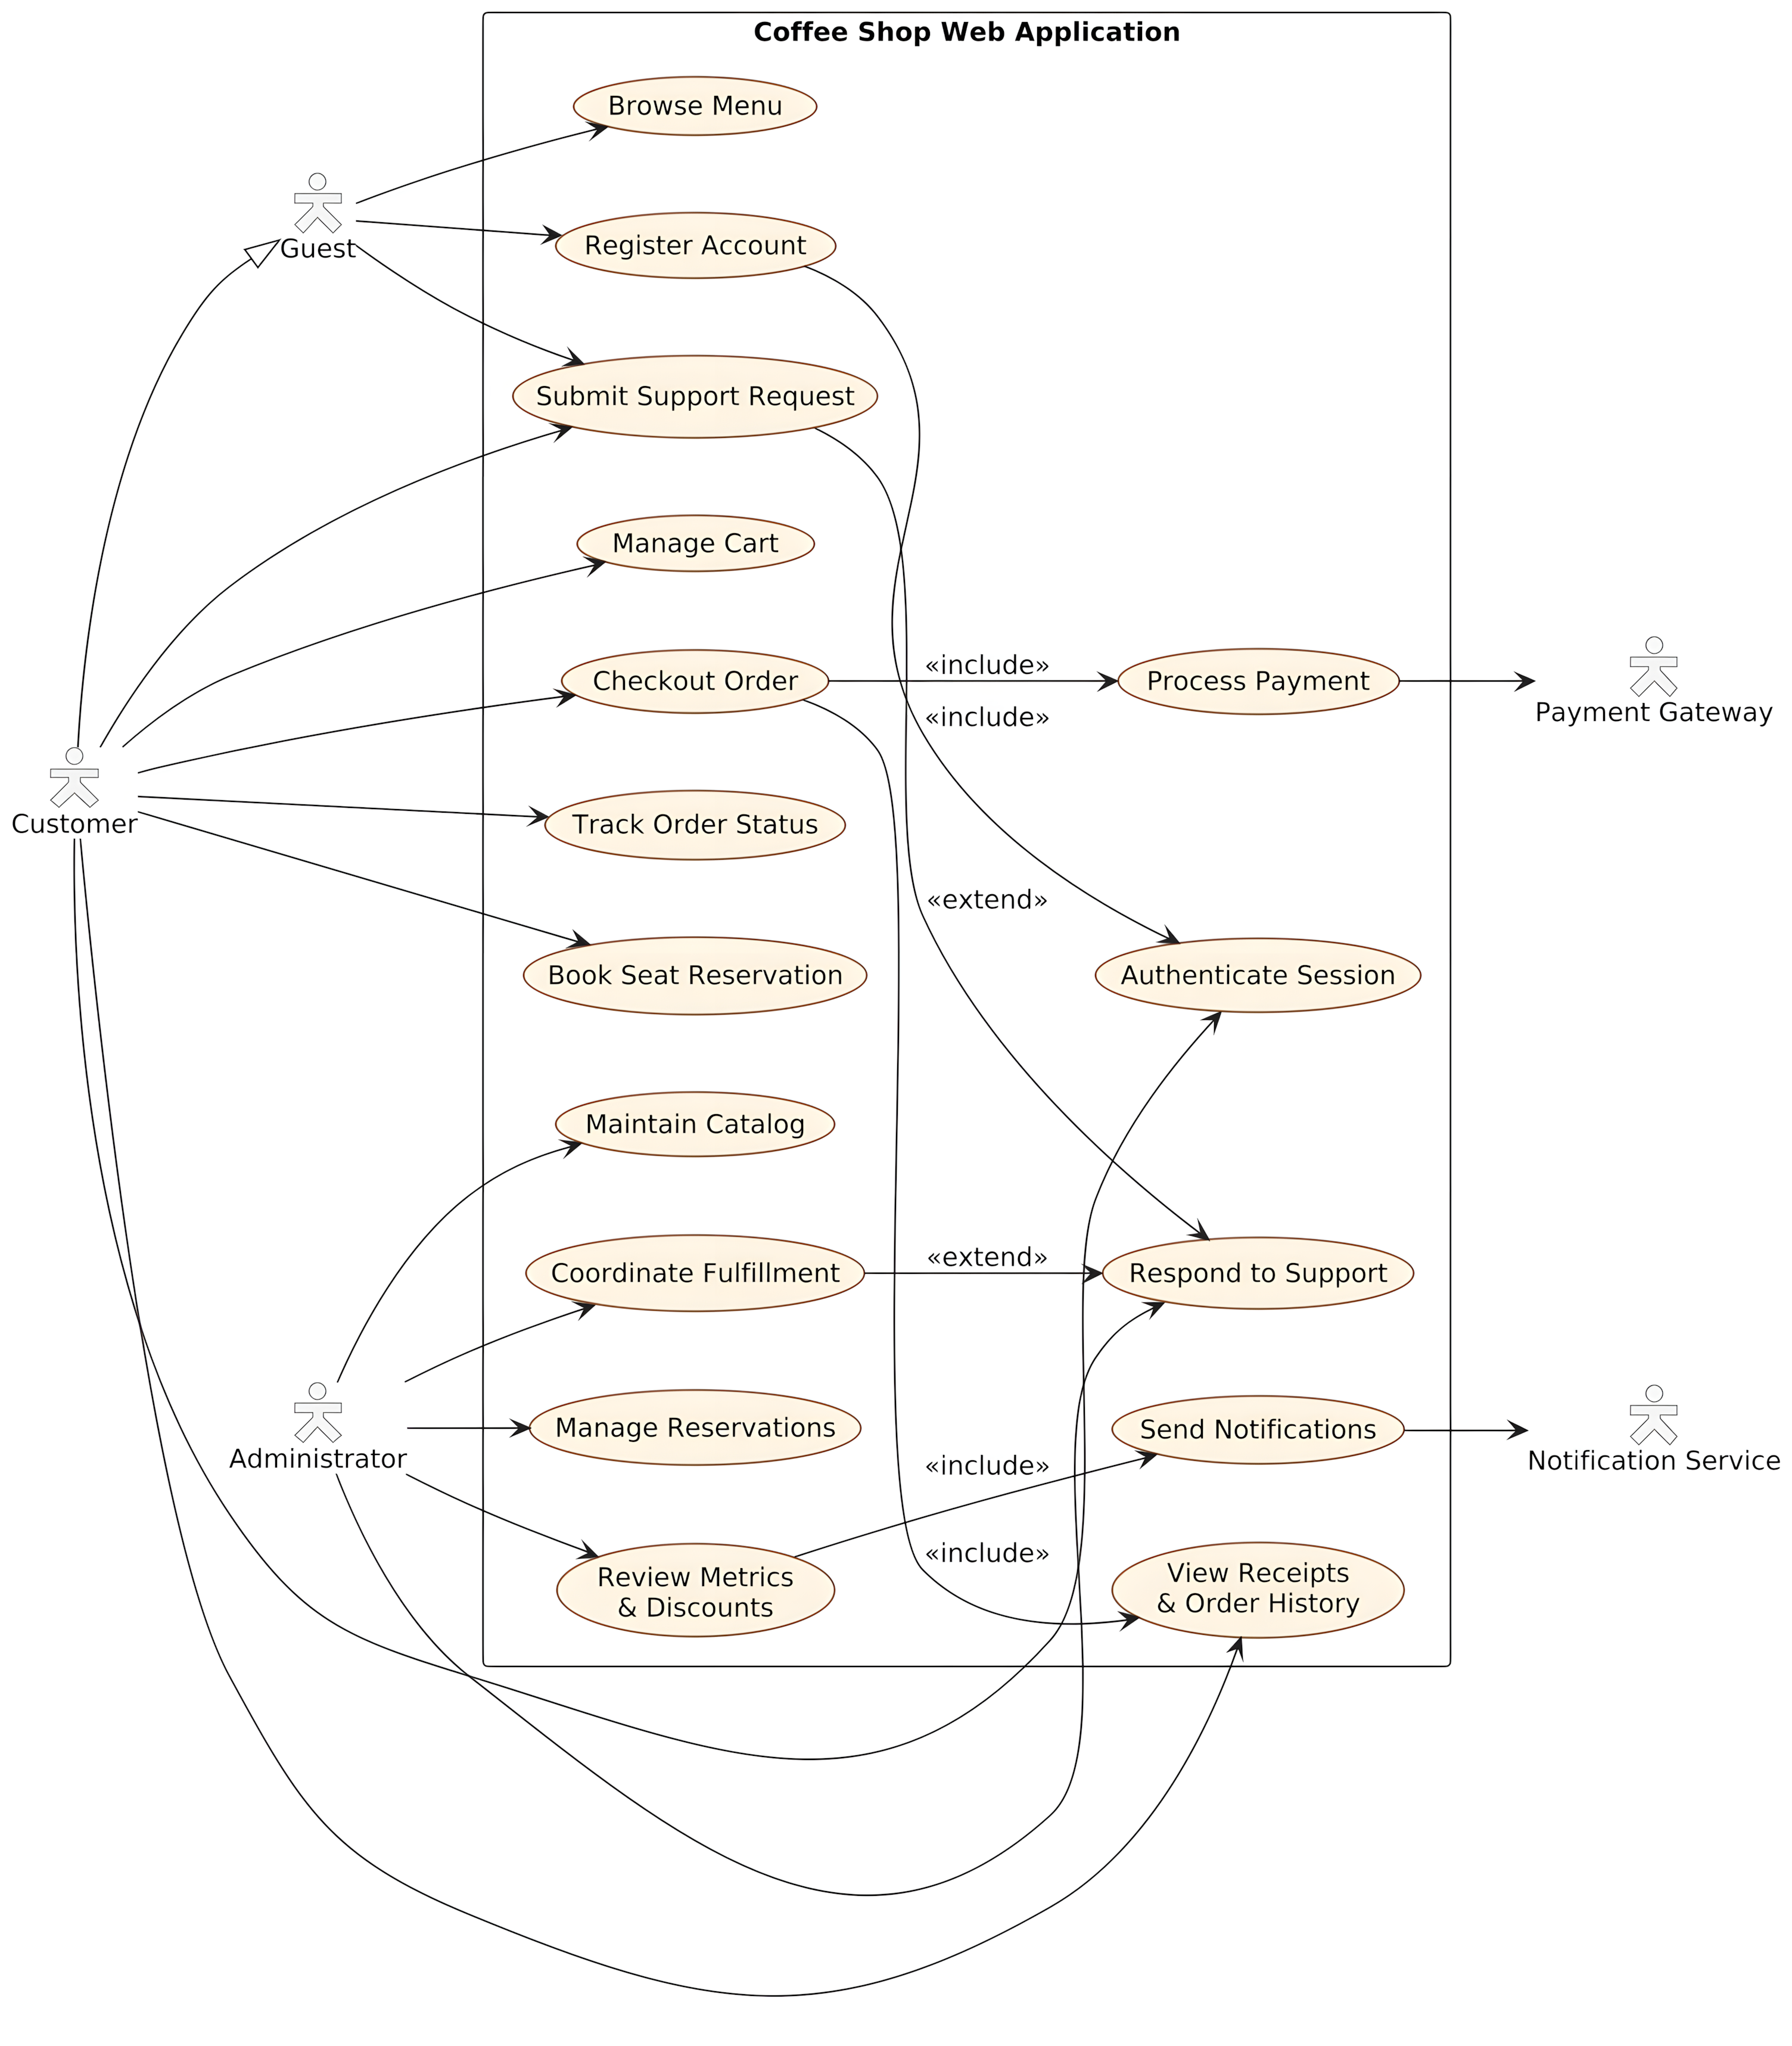 Coffee Shop Web Application
Browse Menu
Guest
Register Account
Submit Support Request
Manage Cart
Checkout Order
«include»
Process Payment
Payment Gateway
«include»
Customer
Track Order Status
«extend»
Book Seat Reservation
Authenticate Session
Maintain Catalog
Coordinate Fulfillment
«extend»
Respond to Support
Administrator
Manage Reservations
Send Notifications
Notification Service
«include»
«include»
Review Metrics
& Discounts
View Receipts
& Order History